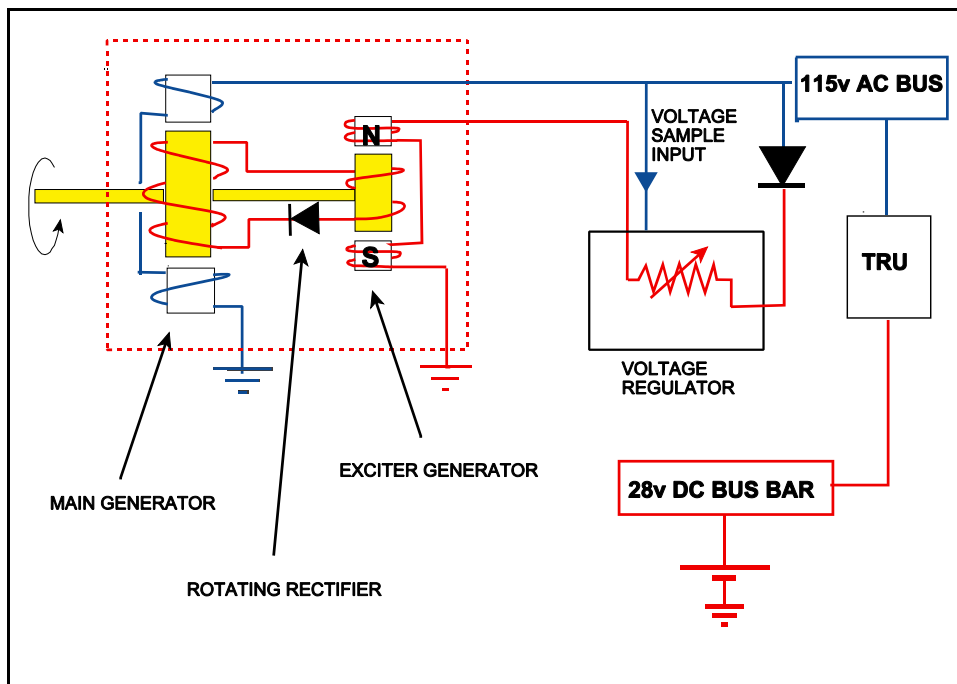 115v AC BUS
VOLTAGE
SAMPLE
INPUT
N
S
TRU
VOLTAGE
REGULATOR
EXCITER GENERATOR
MAIN GENERATOR
28v DC BUS BAR
ROTATING RECTIFIER